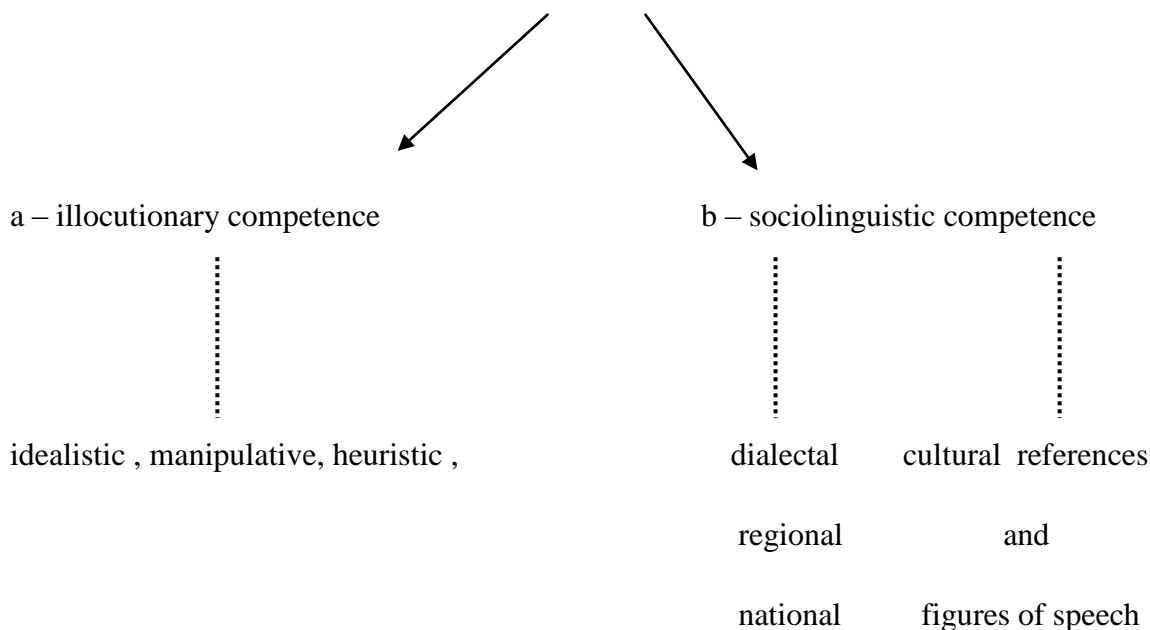 a – illocutionary competence
b – sociolinguistic competence
idealistic , manipulative, heuristic ,
dialectal cultural references
regional and
national figures of speech